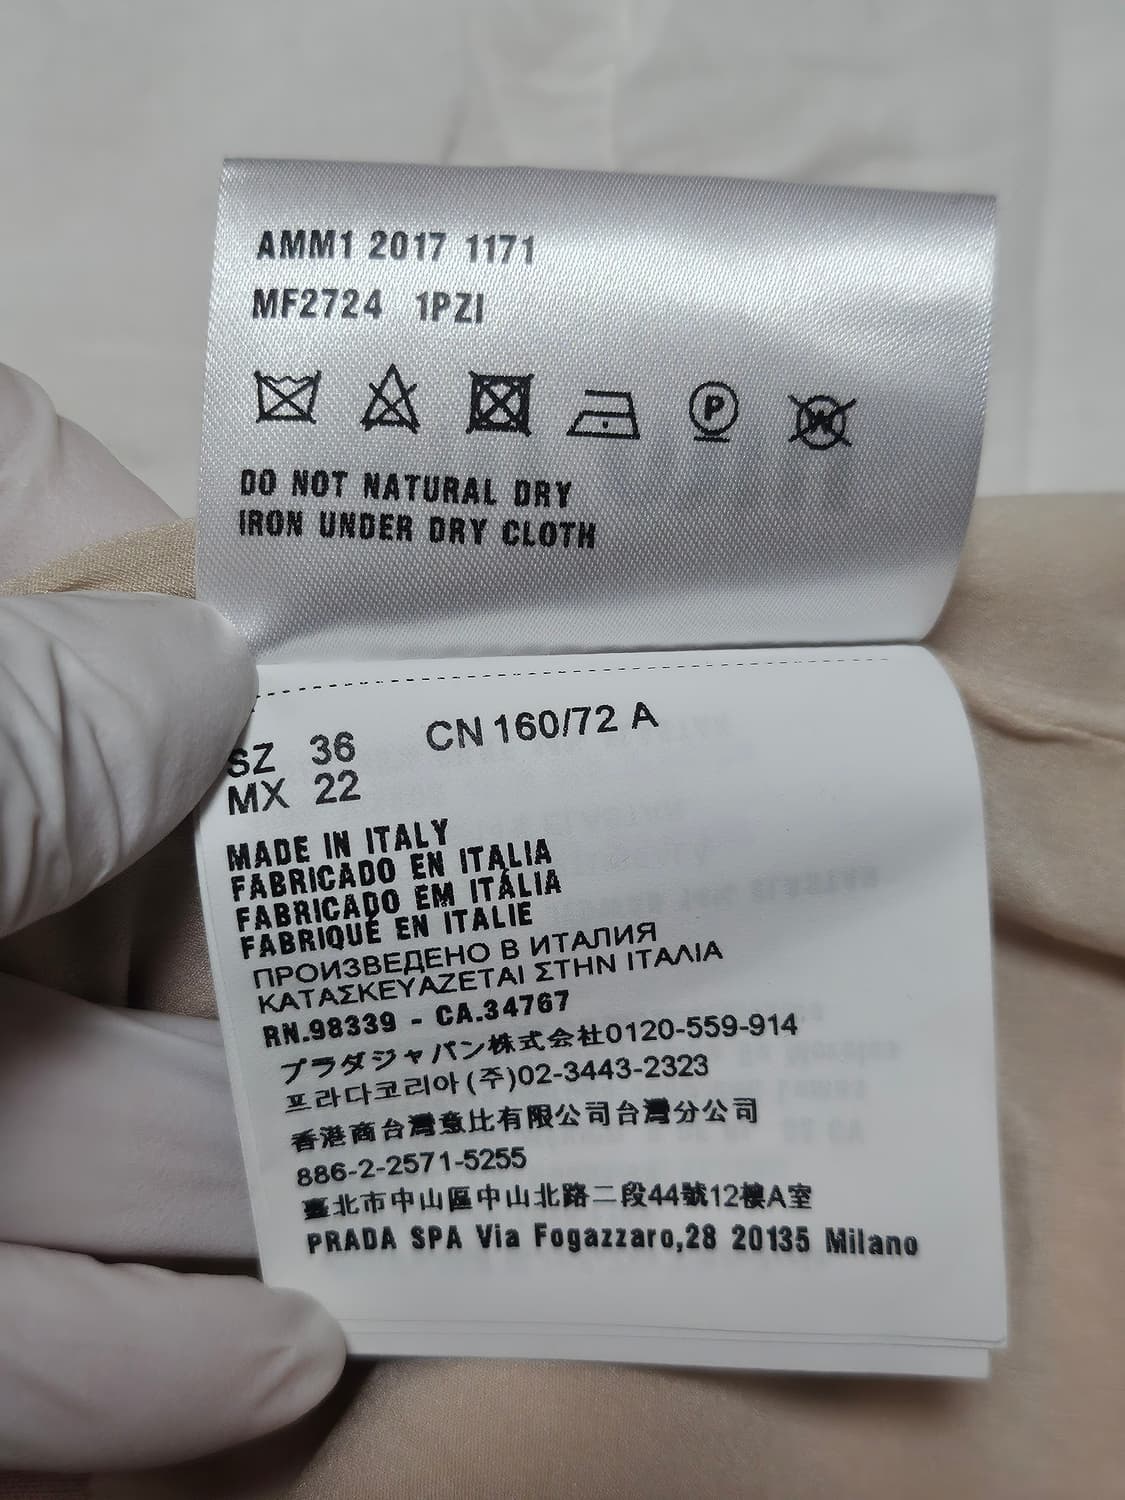 AMM1 2017 1171
MF2724 1PZI
P W
DO NOT NATURAL DRY
IRON UNDER DRY CLOTH
SZ 36 CN 160/72 A
MX 22
MADE IN ITALY
FABRICADO EN ITALIA
FABRICADO EM ITÁLIA
FABRIQUÉ EN ITALIE
ПРОИЗВЕДЕНО В ИТАЛИЯ
ΚΑΤΑΣΚΕΥΑΖΕΤΑΙ ΣΤΗΝ ΙΤΑΛΙΑ
RN.98339 - CA.34767
プラダジャパン株式会社0120-559-914
프라다코리아(주)02-3443-2323
香港商台灣意比有限公司台灣分公司
886-2-2571-5255
臺北市中山區中山北路二段44號12樓A室
PRADA SPA Via Fogazzaro,28 20135 Milano